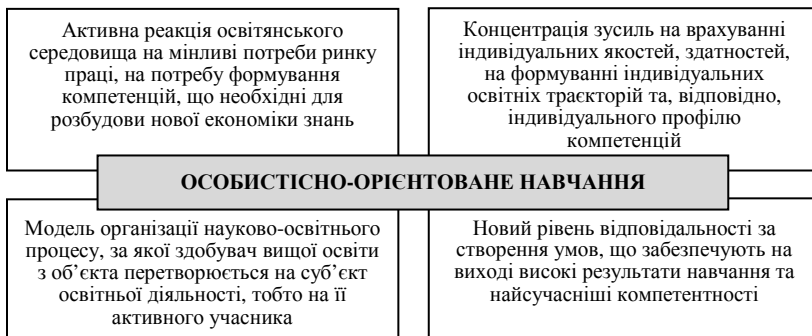 Активна реакція освітянського
середовища на мінливі потреби ринку
праці, на потребу формування
компетенцій, що необхідні для
розбудови нової економіки знань
Концентрація зусиль на врахуванні
індивідуальних якостей, здатностей,
на формуванні індивідуальних
освітніх траєкторій та, відповідно,
індивідуального профілю
компетенцій
ОСОБИСТІСНО-ОРІЄНТОВАНЕ НАВЧАННЯ
Модель організації науково-освітнього
процесу, за якої здобувач вищої освіти
з об’єкта перетворюється на суб’єкт
освітньої діяльності, тобто на її
активного учасника
Новий рівень відповідальності за
створення умов, що забезпечують на
виході високі результати навчання та
найсучасніші компетентності